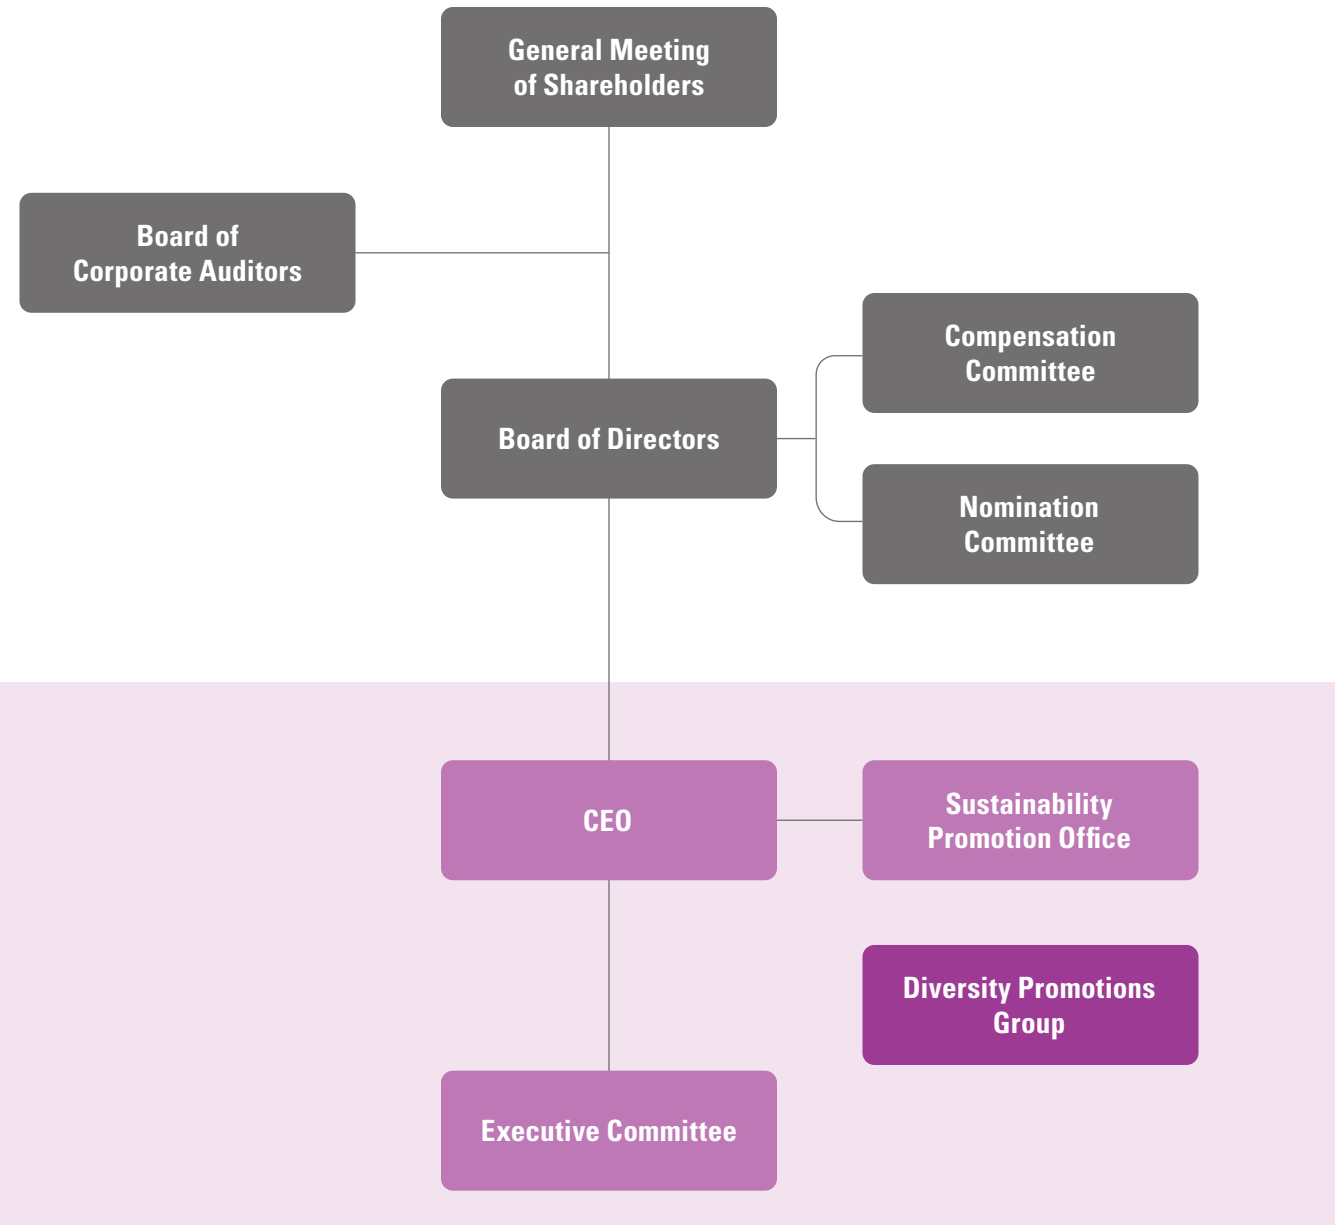 General Meeting
of Shareholders
Board of
Corporate Auditors
Compensation
Committee
Board of Directors
Nomination
Committee
CEO
Sustainability
Promotion Office
Diversity Promotions
Group
Executive Committee